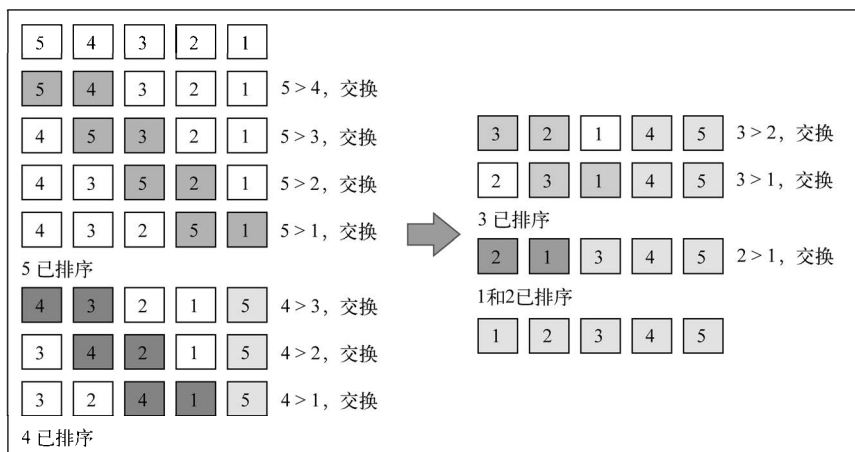 5 4 3 2 1
5 4 3 2 1 5 > 4，交换
4 5 3 2 1 5 > 3，交换
4 3 5 2 1 5 > 2，交换
4 3 2 5 1 5 > 1，交换
5 已排序
4 3 2 1 5 4 > 3，交换
3 4 2 1 5 4 > 2，交换
3 2 4 1 5 4 > 1，交换
4 已排序
3 2 1 4 5 3 > 2，交换
2 3 1 4 5 3 > 1，交换
3 已排序
2 1 3 4 5 2 > 1，交换
1和2已排序
1 2 3 4 5